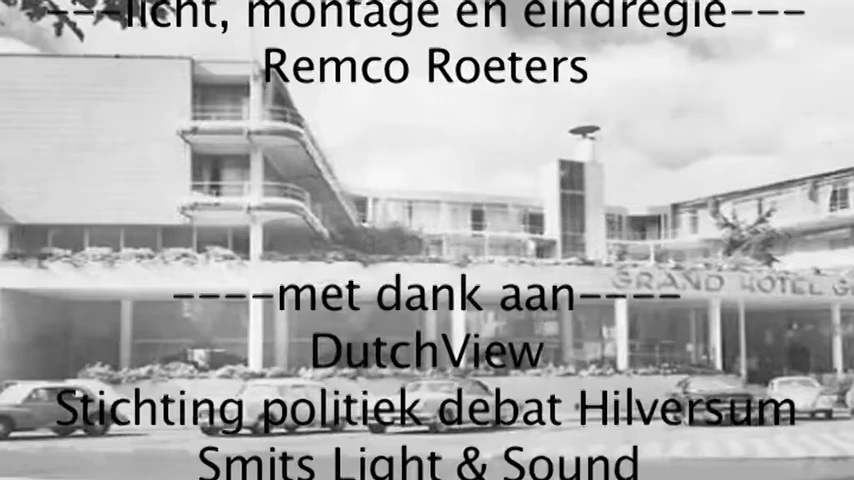 ---licht, montage en eindregie---
Remco Roeters
GRAND HOTEL
----met dank aan----
DutchView
Stichting politiek debat Hilversum
Smits Light & Sound